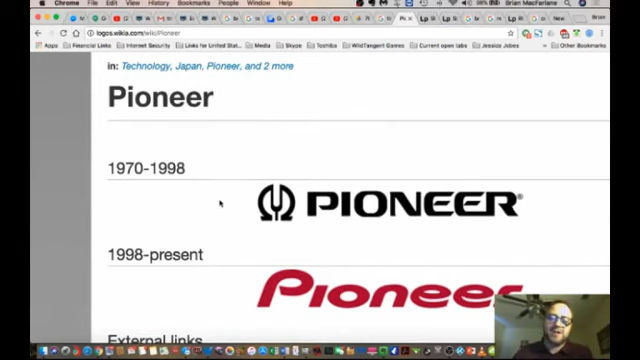 Chrome File Edit View History Bookmarks People Window Help
Brian MacFarlane
logos.wikia.com/wiki/Pioneer
Apps Financial Links Internet Security Media Skype Toshiba WildTangent Games Current open tabs Jessica Jobes Other Bookmarks
in: Technology, Japan, Pioneer, and 2 more
Pioneer
1970-1998
PIONEER®
1998-present
Pioneer
External links